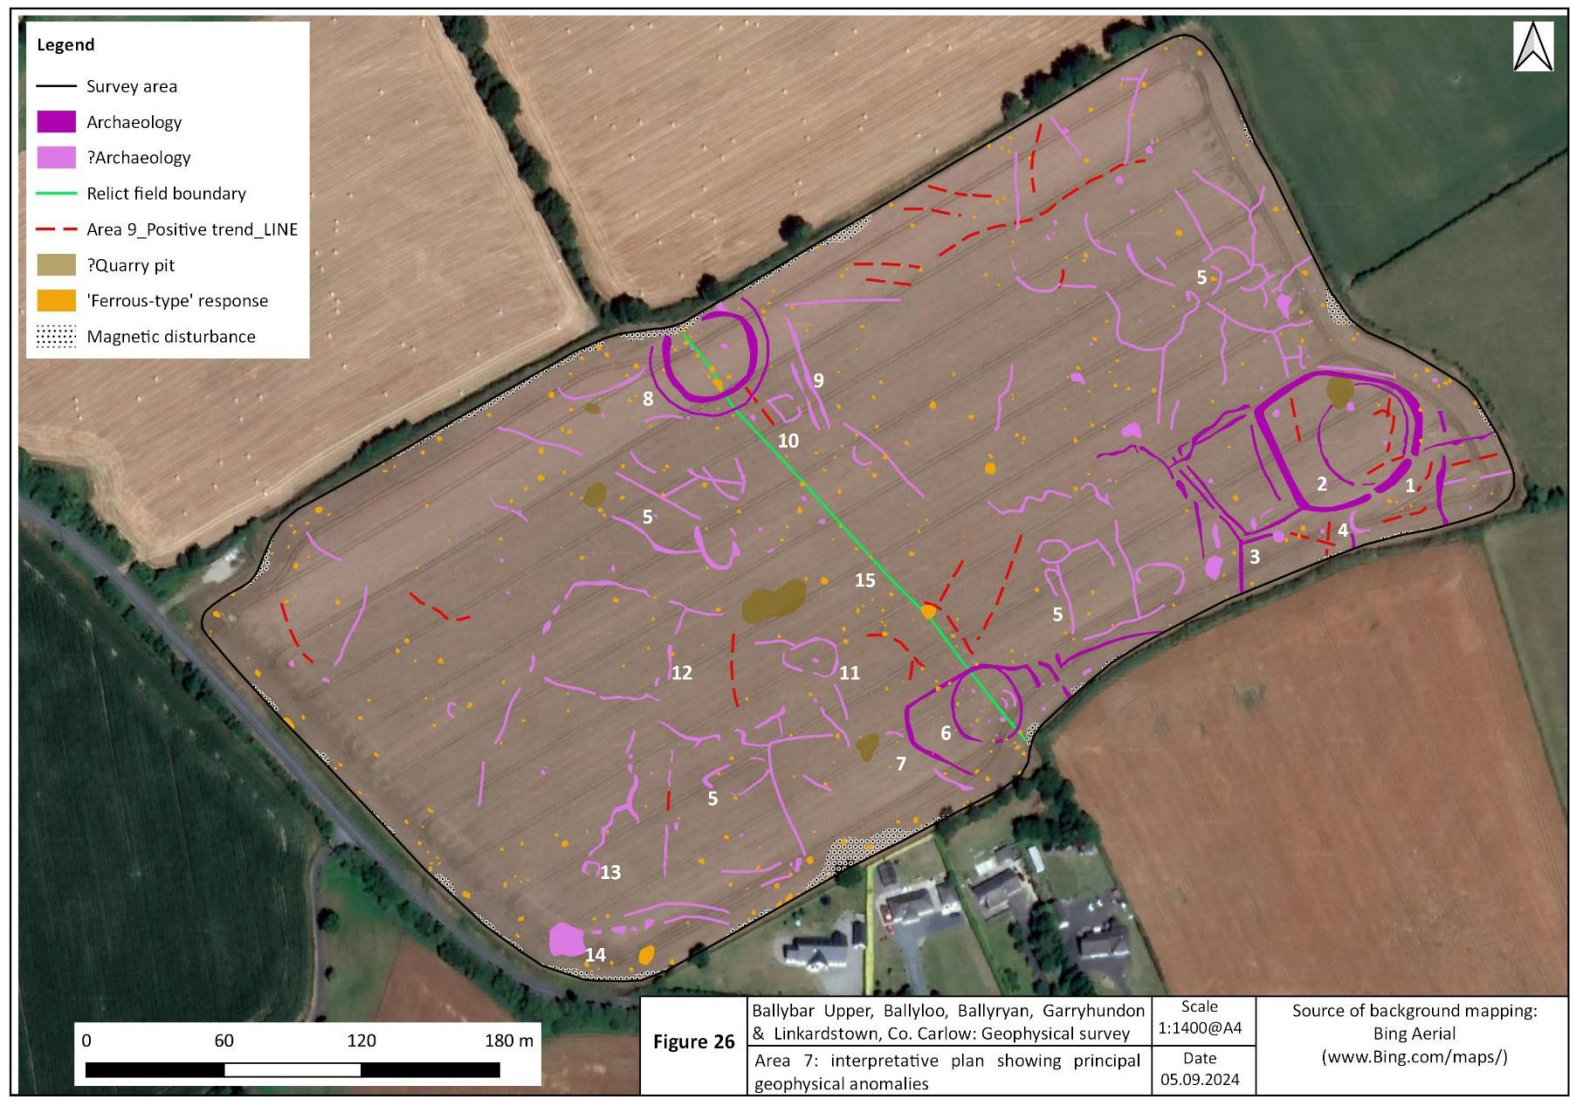 Legend
Survey area
Archaeology
?Archaeology
Relict field boundary
Area 9_Positive trend_LINE
?Quarry pit
'Ferrous-type' response
Magnetic disturbance
5
9
8
10
2
1
5
4
3
15
5
12
11
6
7
5
13
14
0 60 120 180 m
Figure 26
Ballybar Upper, Ballyloo, Ballyryan, Garryhundon
& Linkardstown, Co. Carlow: Geophysical survey
Area 7: interpretative plan showing principal
geophysical anomalies
Scale
1:1400@A4
Date
05.09.2024
Source of background mapping:
Bing Aerial
(www.Bing.com/maps/)